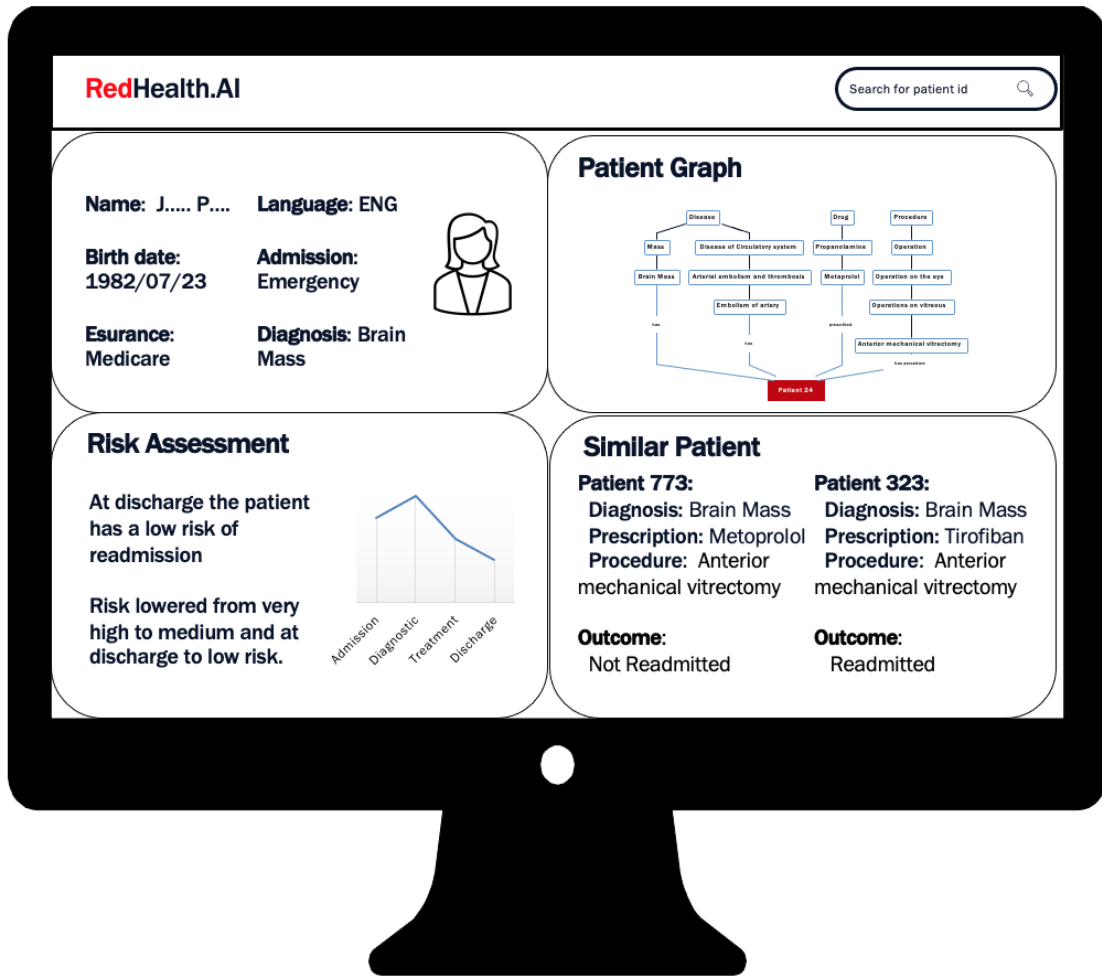 RedHealth.AI
Search for patient id
Name: J..... P....
Language: ENG
Birth date:
1982/07/23
Admission:
Emergency
Esurance:
Medicare
Diagnosis: Brain
Mass
Patient Graph
Disease
Drug
Procedure
Mass
Disease of Circulatory system
Propanolamine
Operation
Brain Mass
Arterial embolism and thrombosis
Metaprolol
Operation on the eye
Embolism of artery
Operations on vitreous
has
prescribed
has
Anterior mechanical vitrectomy
has procedure
Patient 24
Risk Assessment
At discharge the patient
has a low risk of
readmission
Risk lowered from very
high to medium and at
discharge to low risk.
Admission
Diagnostic
Treatment
Discharge
Similar Patient
Patient 773:
Diagnosis: Brain Mass
Prescription: Metoprolol
Procedure: Anterior
mechanical vitrectomy
Outcome:
Not Readmitted
Patient 323:
Diagnosis: Brain Mass
Prescription: Tirofiban
Procedure: Anterior
mechanical vitrectomy
Outcome:
Readmitted